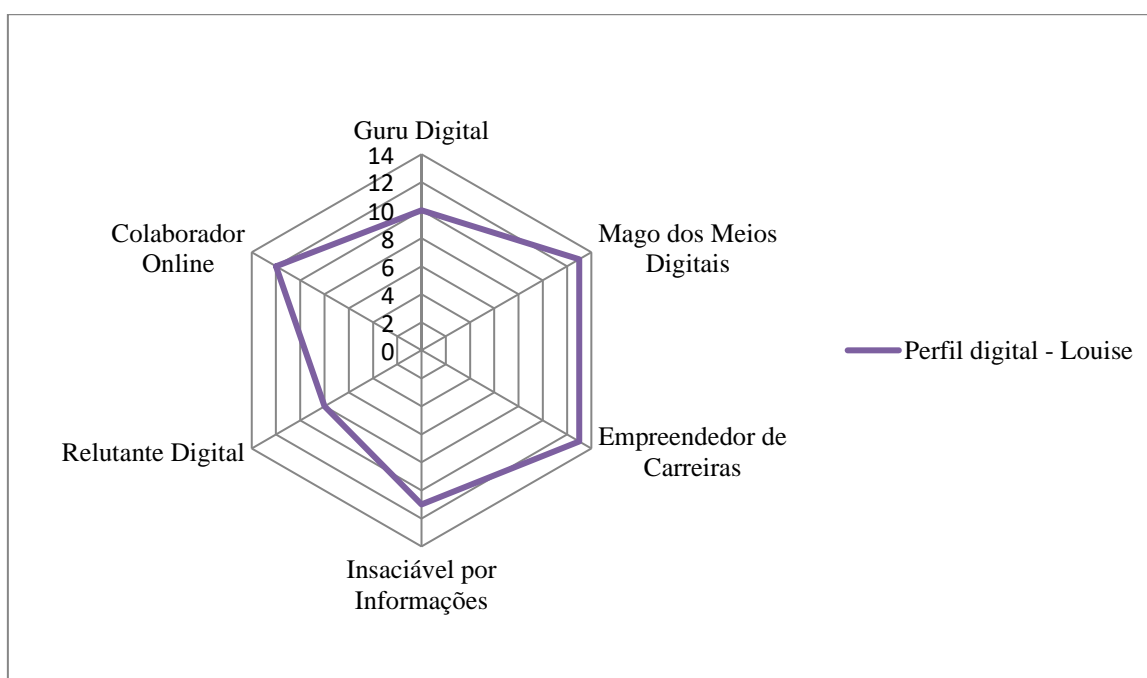 Guru Digital
14
12
10
8
6
4
2
0
Mago dos Meios
Digitais
Empreendedor de
Carreiras
Insaciável por
Informações
Relutante Digital
Colaborador
Online
Perfil digital - Louise